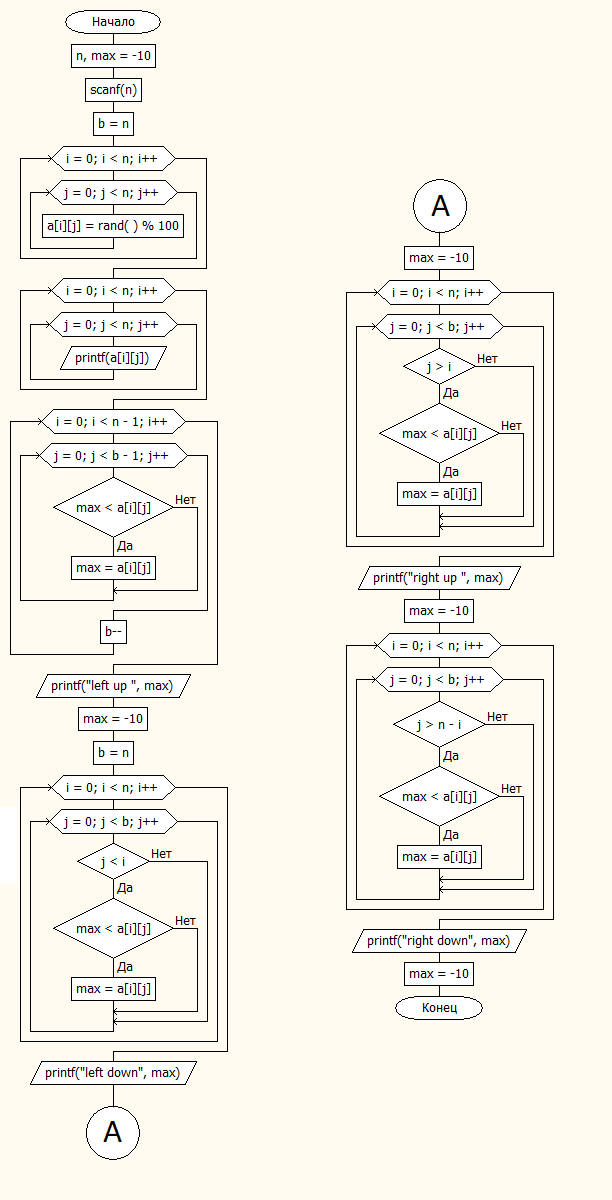 Начало
n, max = -10
scanf(n)
b = n
i = 0; i < n; i++
j = 0; j < n; j++
a[i][j] = rand( ) % 100
i = 0; i < n; i++
j = 0; j < n; j++
printf(a[i][j])
i = 0; i < n - 1; i++
j = 0; j < b - 1; j++
max < a[i][j]
Нет
Да
max = a[i][j]
b--
printf("left up ", max)
max = -10
b = n
i = 0; i < n; i++
j = 0; j < b; j++
j < i
Нет
Да
max < a[i][j]
Нет
Да
max = a[i][j]
printf("left down", max)
A
A
max = -10
i = 0; i < n; i++
j = 0; j < b; j++
j > i
Нет
Да
max < a[i][j]
Нет
Да
max = a[i][j]
printf("right up ", max)
max = -10
i = 0; i < n; i++
j = 0; j < b; j++
j > n - i
Нет
Да
max < a[i][j]
Нет
Да
max = a[i][j]
printf("right down", max)
max = -10
Конец